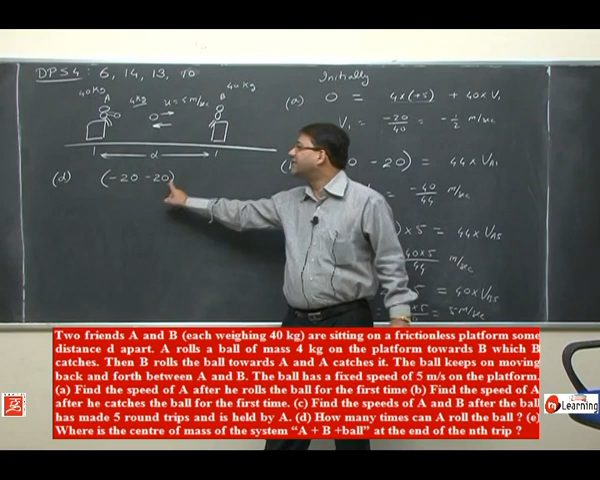 DPS4 : 6, 14, 13, 10
40kg
A
4kg
u = 5 m/sec
B
40kg
d
(d) (-20 -20)
Initially
(a) 0 = 4×(+5) + 40×V₁
V₁ = -20/40 = -1/2 m/sec
0 - 20) = 44×V_A1
= -40/44 m/sec
)×5 = 44×V_A5
40×5/44 m/sec
5 = 40×V_B5
×5 = 5 m/sec
Two friends A and B (each weighing 40 kg) are sitting on a frictionless platform some
distance d apart. A rolls a ball of mass 4 kg on the platform towards B which B
catches. Then B rolls the ball towards A and A catches it. The ball keeps on moving
back and forth between A and B. The ball has a fixed speed of 5 m/s on the platform.
(a) Find the speed of A after he rolls the ball for the first time (b) Find the speed of A
after he catches the ball for the first time. (c) Find the speeds of A and B after the ball
has made 5 round trips and is held by A. (d) How many times can A roll the ball ? (e)
Where is the centre of mass of the system “A + B +ball” at the end of the nth trip ?
Learning